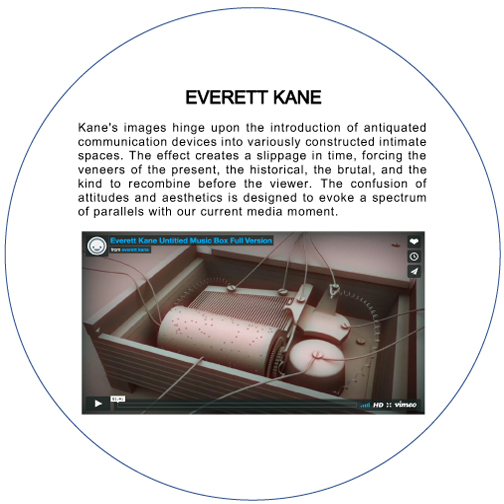 EVERETT KANE
Kane's images hinge upon the introduction of antiquated
communication devices into variously constructed intimate
spaces. The effect creates a slippage in time, forcing the
veneers of the present, the historical, the brutal, and the
kind to recombine before the viewer. The confusion of
attitudes and aesthetics is designed to evoke a spectrum
of parallels with our current media moment.
Everett Kane Untitled Music Box Full Version
from everett kane
HD vimeo